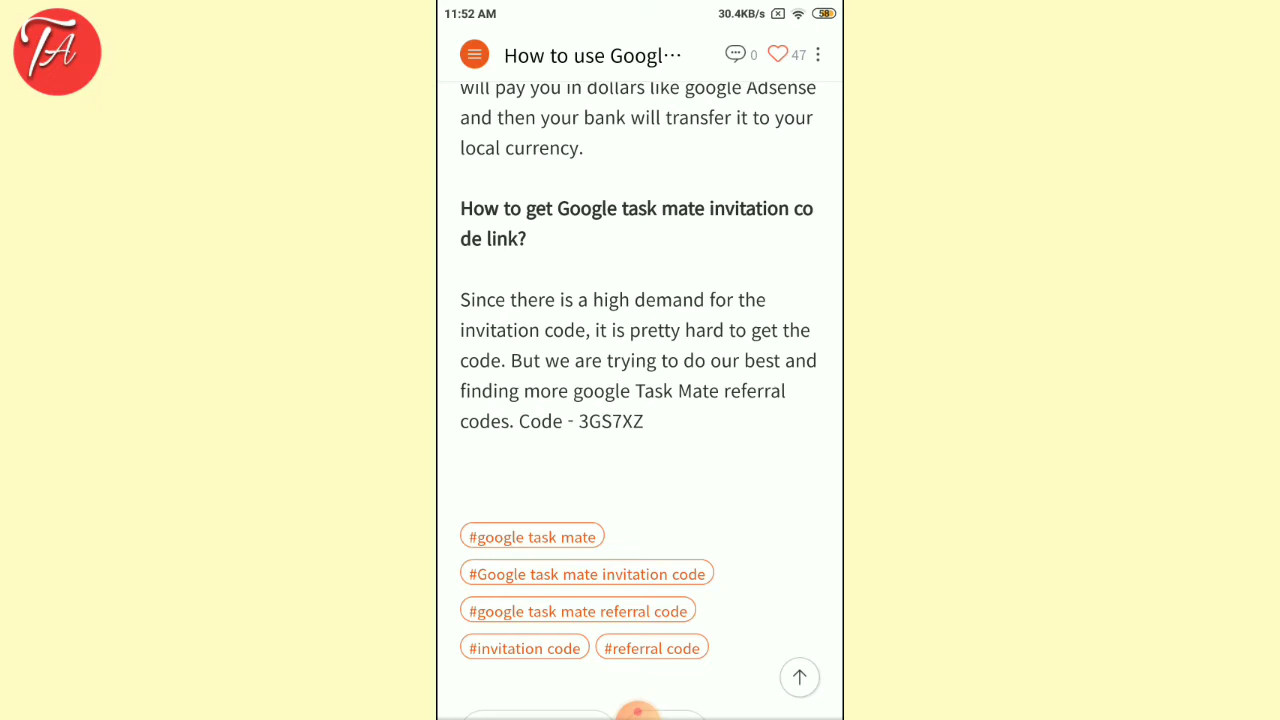 TA
11:52 AM
30.4KB/s
58
How to use Googl⋯
0
47
will pay you in dollars like google Adsense
and then your bank will transfer it to your
local currency.
How to get Google task mate invitation co
de link?
Since there is a high demand for the
invitation code, it is pretty hard to get the
code. But we are trying to do our best and
finding more google Task Mate referral
codes. Code - 3GS7XZ
#google task mate
#Google task mate invitation code
#google task mate referral code
#invitation code #referral code